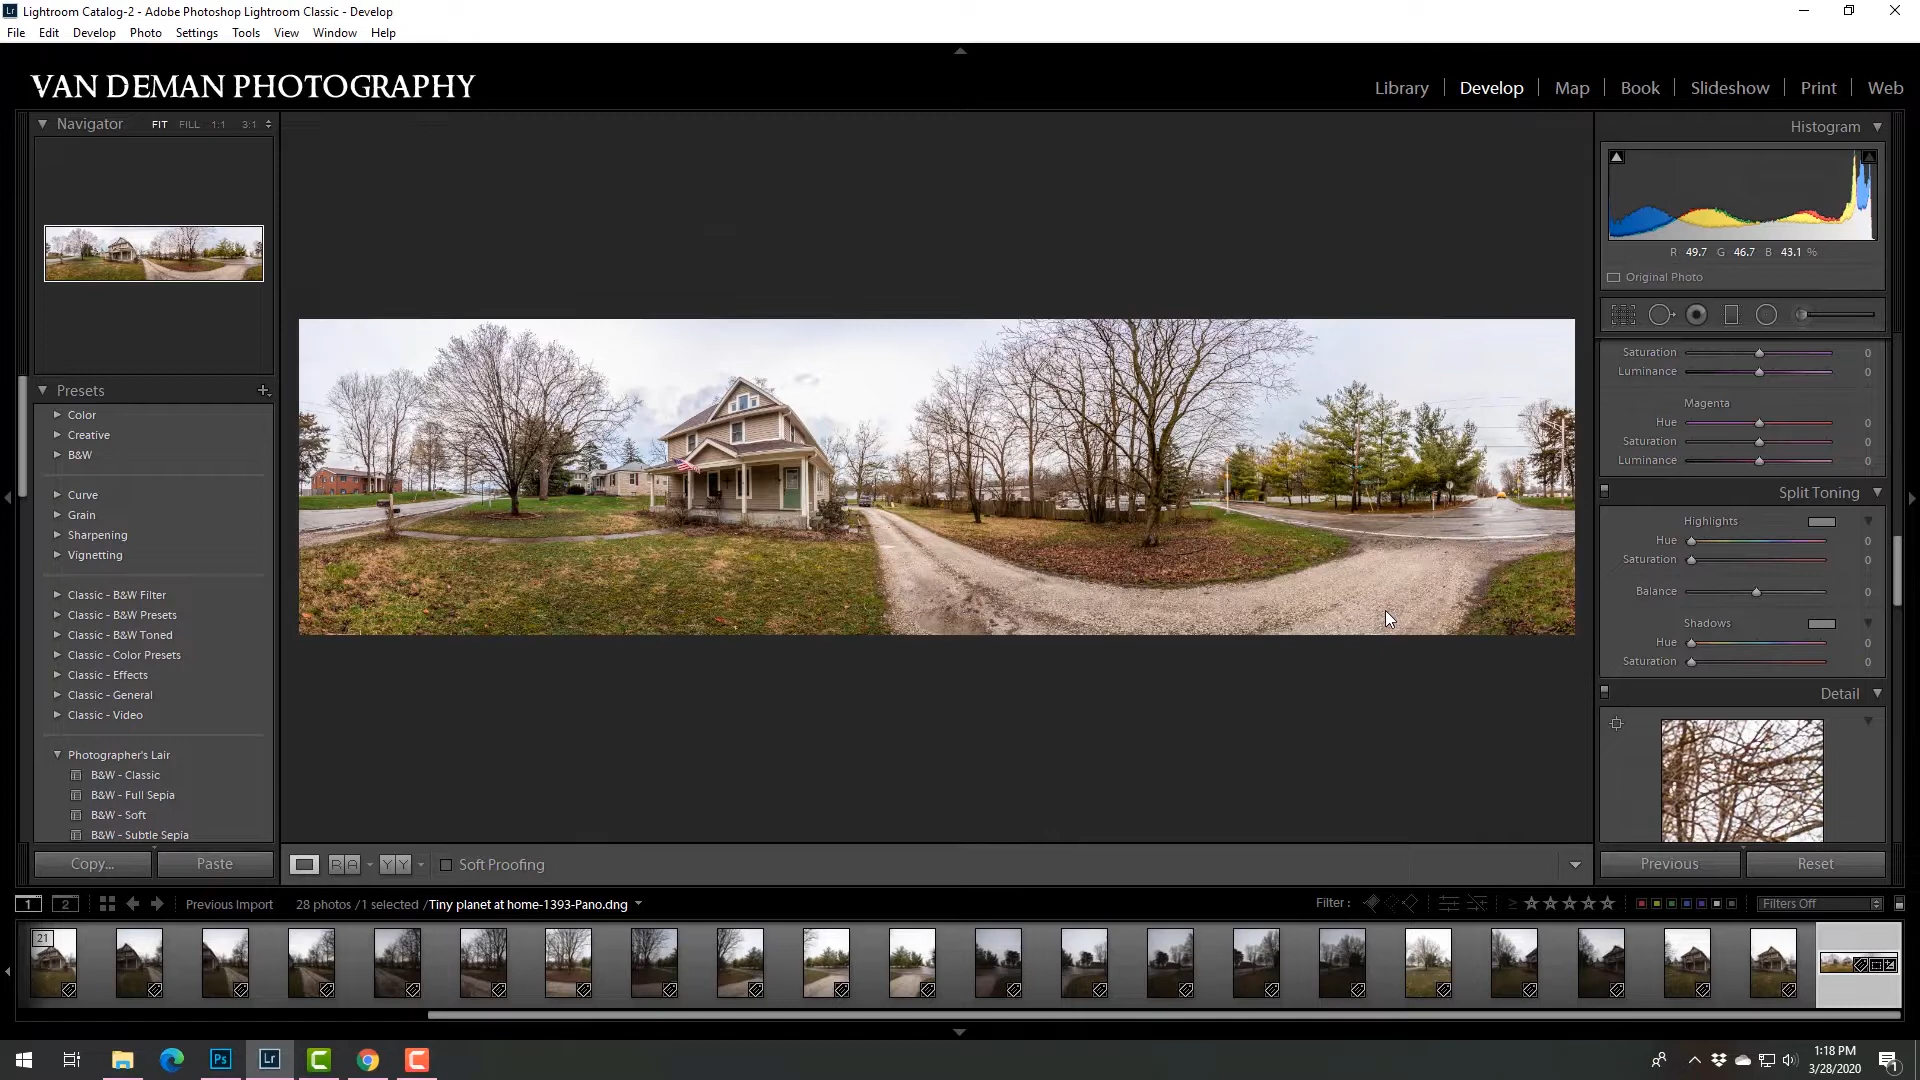 Lightroom Catalog-2 - Adobe Photoshop Lightroom Classic - Develop
File Edit Develop Photo Settings Tools View Window Help
VAN DEMAN PHOTOGRAPHY
Library | Develop | Map | Book | Slideshow | Print | Web
Navigator FIT FILL 1:1 3:1
Presets
Color
Creative
B&W
Curve
Grain
Sharpening
Vignetting
Classic - B&W Filter
Classic - B&W Presets
Classic - B&W Toned
Classic - Color Presets
Classic - Effects
Classic - General
Classic - Video
Photographer's Lair
B&W - Classic
B&W - Full Sepia
B&W - Soft
B&W - Subtle Sepia
Copy... Paste
R A Y Y Soft Proofing
Histogram
R 49.7 G 46.7 B 43.1 %
Original Photo
Saturation 0
Luminance 0
Magenta
Hue 0
Saturation 0
Luminance 0
Split Toning
Highlights
Hue 0
Saturation 0
Balance 0
Shadows
Hue 0
Saturation 0
Detail
Previous Reset
1 2 Previous Import 28 photos /1 selected /Tiny planet at home-1393-Pano.dng Filter : Filters Off
21
Ps Lr
1:18 PM
3/28/2020
1